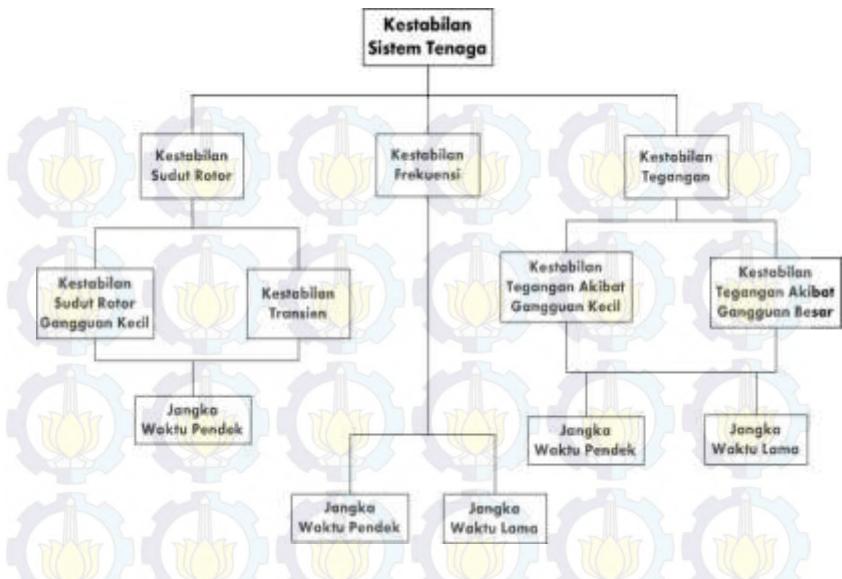 Kestabilan
Sistem Tenaga
Kestabilan
Sudut Rotor
Kestabilan
Frekuensi
Kestabilan
Tegangan
Kestabilan
Sudut Rotor
Gangguan Kecil
Kestabilan
Transien
Kestabilan
Tegangan Akibat
Gangguan Kecil
Kestabilan
Tegangan Akibat
Gangguan Besar
Jangka
Waktu Pendek
Jangka
Waktu Pendek
Jangka
Waktu Lama
Jangka
Waktu Pendek
Jangka
Waktu Lama